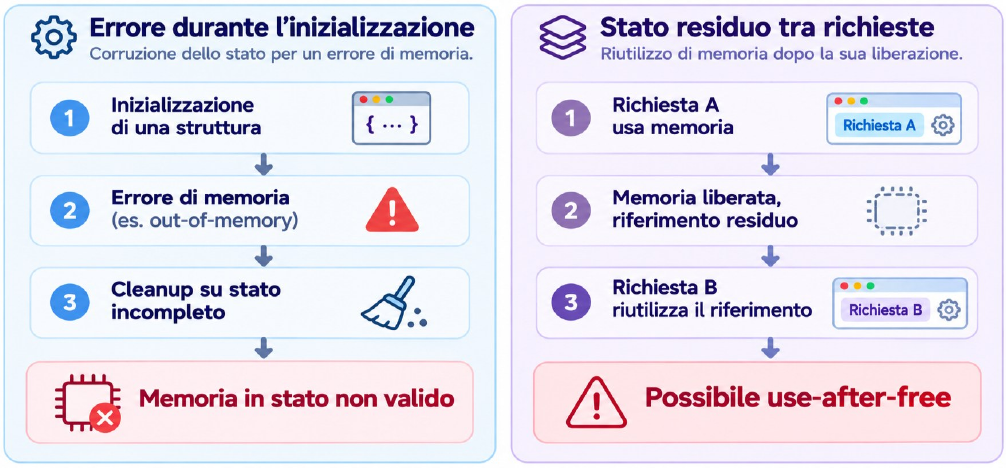 Errore durante l'inizializzazione
Corruzione dello stato per un errore di memoria.
1
Inizializzazione
di una struttura
{ ... }
2
Errore di memoria
(es. out-of-memory)
3
Cleanup su stato
incompleto
Memoria in stato non valido
Stato residuo tra richieste
Riutilizzo di memoria dopo la sua liberazione.
1
Richiesta A
usa memoria
Richiesta A
2
Memoria liberata,
riferimento residuo
3
Richiesta B
riutilizza il riferimento
Richiesta B
Possibile use-after-free